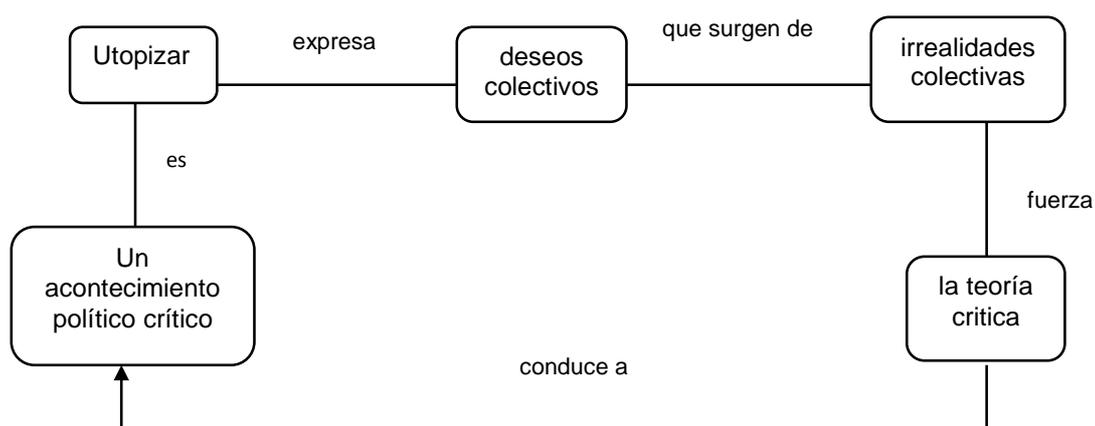 Utopizar
expresa
deseos
colectivos
que surgen de
irrealidades
colectivas
es
fuerza
Un
acontecimiento
político crítico
la teoría
critica
conduce a